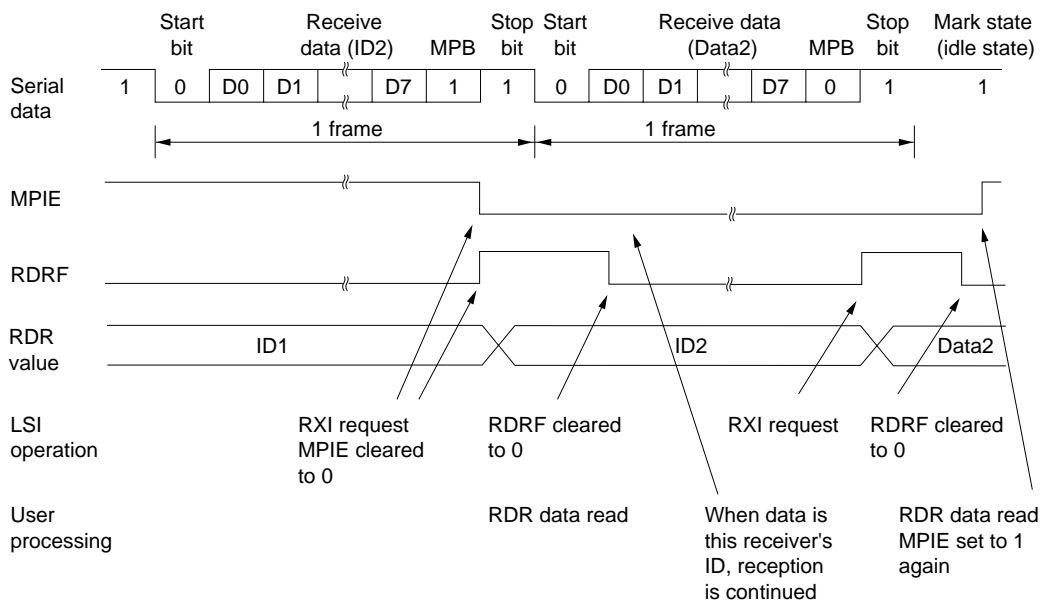 Start bit
Receive data (ID2)
MPB
Stop bit
Start bit
Receive data (Data2)
MPB
Stop bit
Mark state (idle state)
Serial data
1 0 D0 D1 D7 1 1 0 D0 D1 D7 0 1 1
1 frame 1 frame
MPIE
RDRF
RDR value
ID1 ID2 Data2
LSI operation
RXI request
MPIE cleared
to 0
RDRF cleared
to 0
RXI request
RDRF cleared
to 0
User processing
RDR data read
When data is
this receiver's
ID, reception
is continued
RDR data read
MPIE set to 1
again